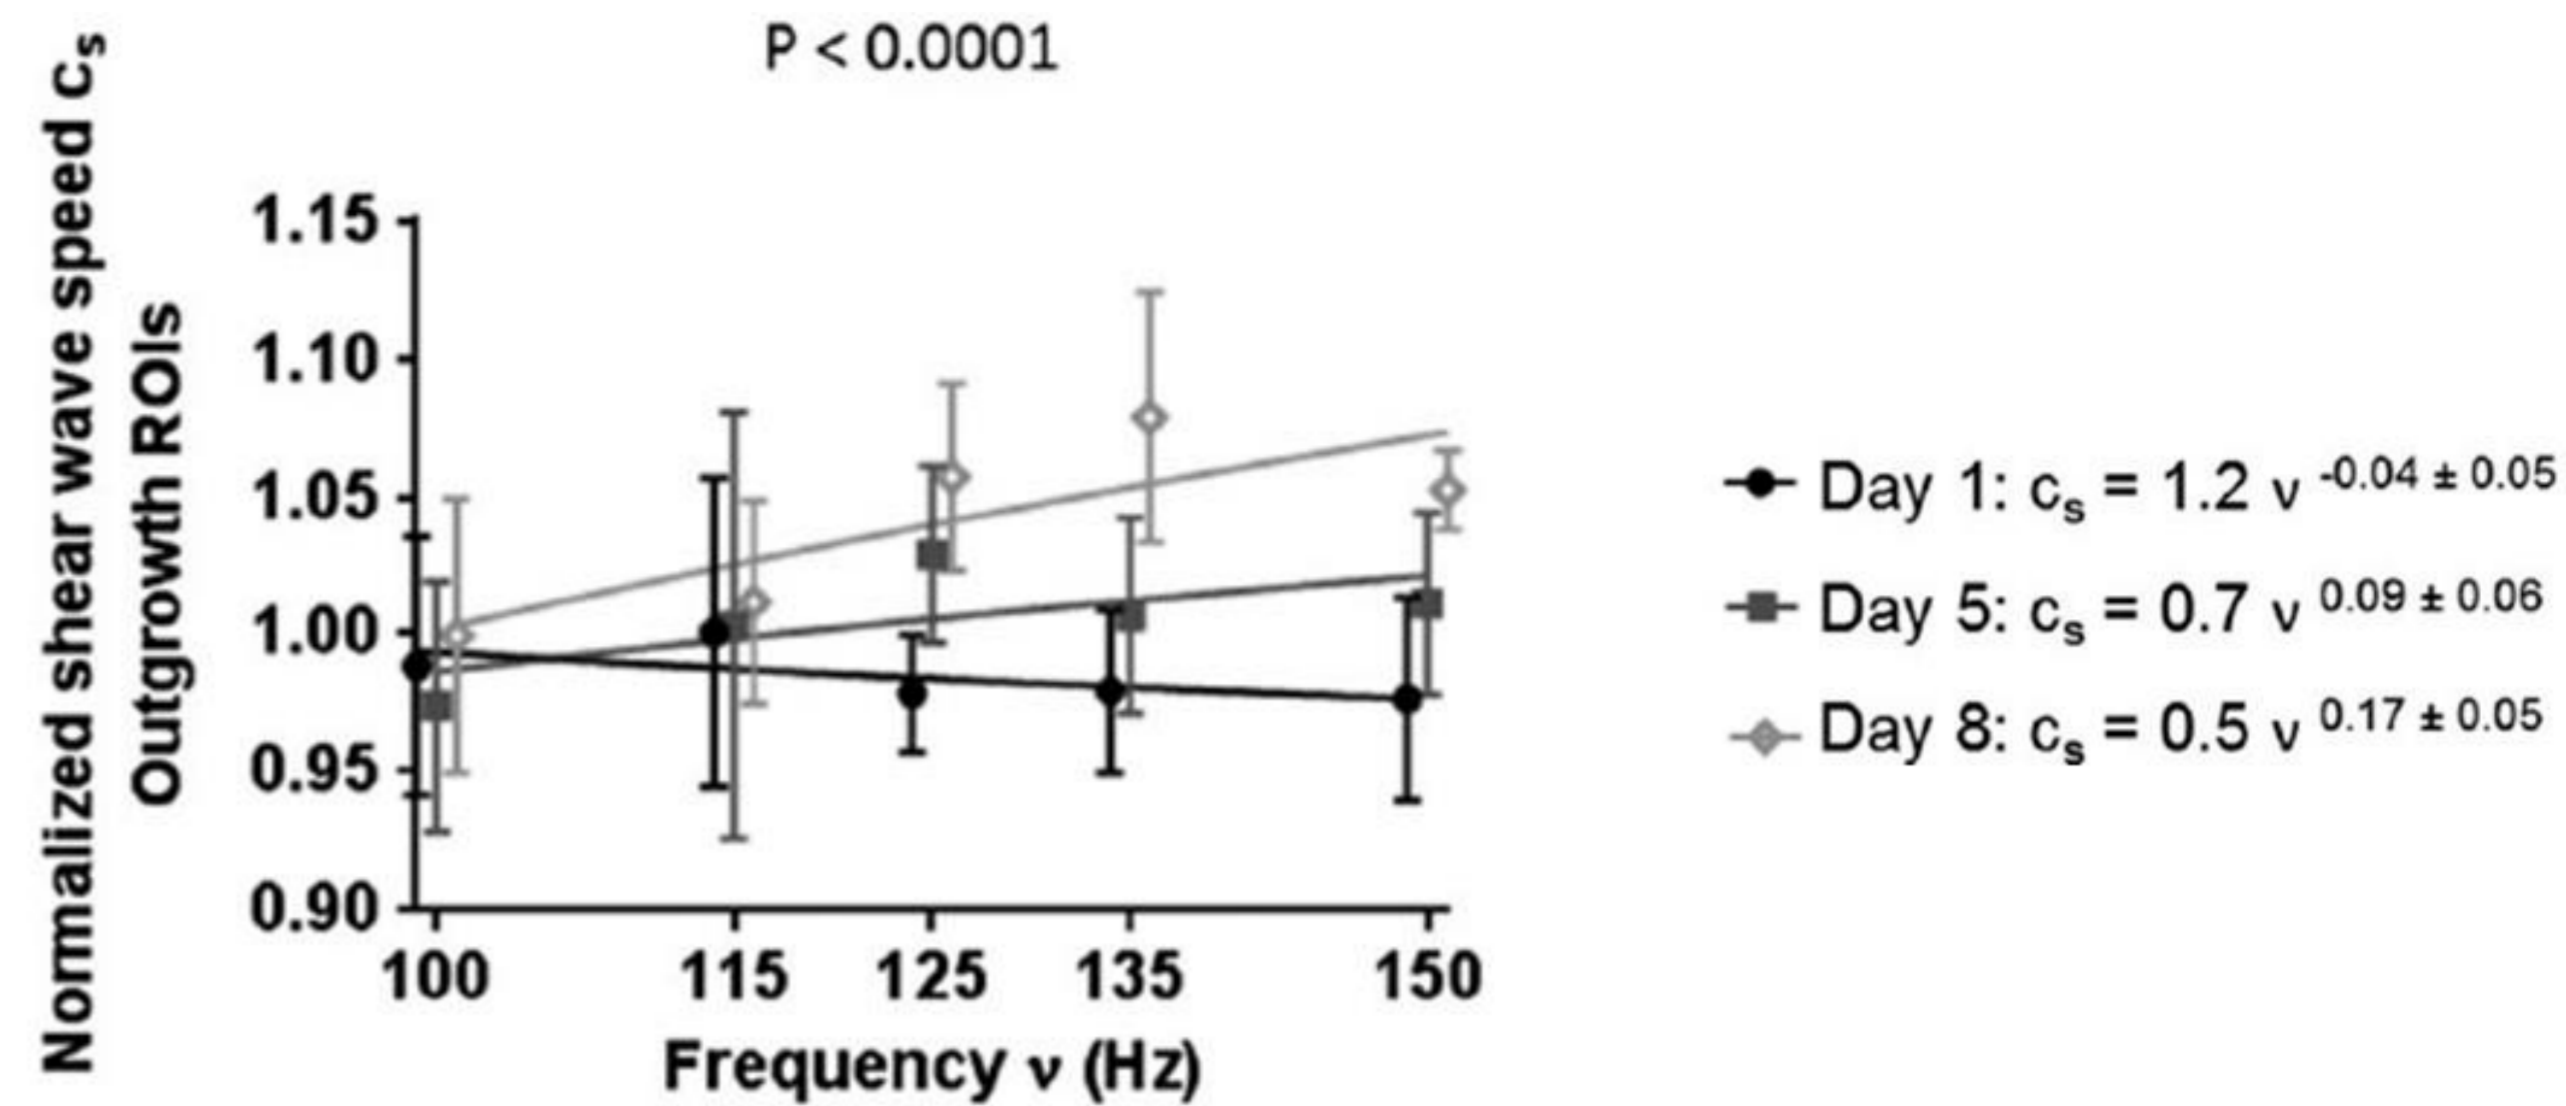 P < 0.0001
Normalized shear wave speed cs
Outgrowth ROIs
1.15
1.10
1.05
1.00
0.95
0.90
100 115 125 135 150
Frequency ν (Hz)
Day 1: cs = 1.2 ν -0.04 ± 0.05
Day 5: cs = 0.7 ν 0.09 ± 0.06
Day 8: cs = 0.5 ν 0.17 ± 0.05